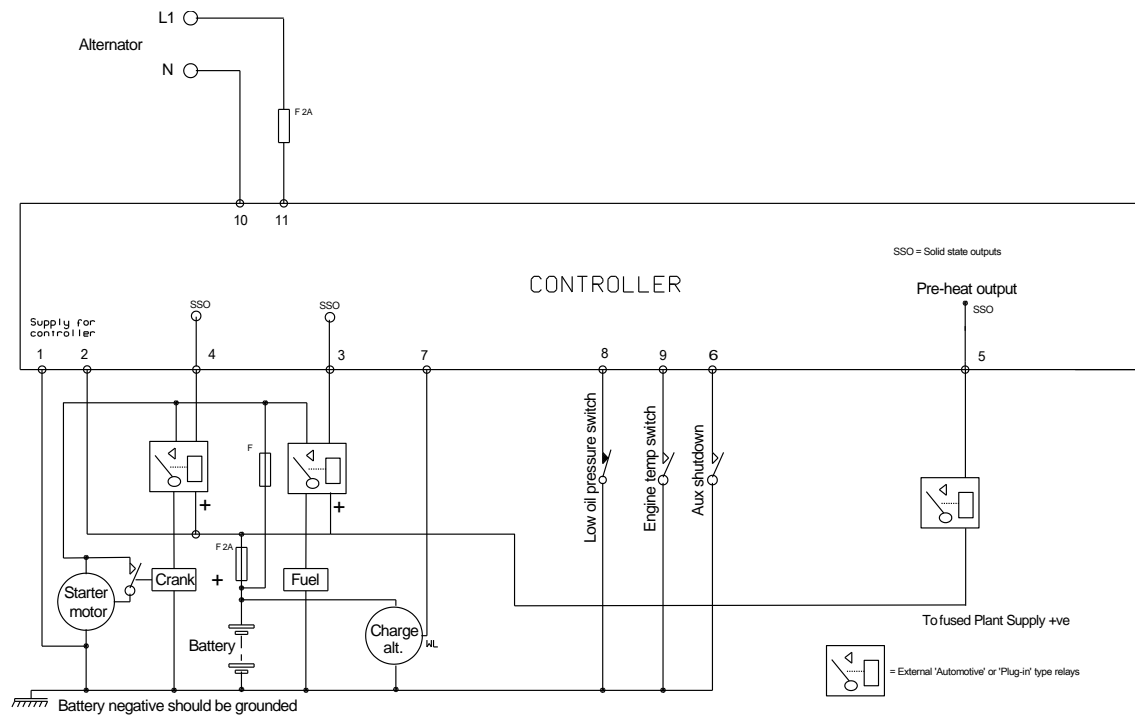 L1
Alternator
N
F 2A
10 11
SSO = Solid state outputs
CONTROLLER
Pre-heat output
SSO
SSO SSO
Supply for
controller
1 2 4 3 7 8 9 6 5
Low oil pressure switch
Engine temp switch
Aux shutdown
F
+ +
F 2A
Crank + Fuel
Starter
motor
To fused Plant Supply +ve
Charge
alt.
WL
Battery
= External 'Automotive' or 'Plug-in' type relays
Battery negative should be grounded